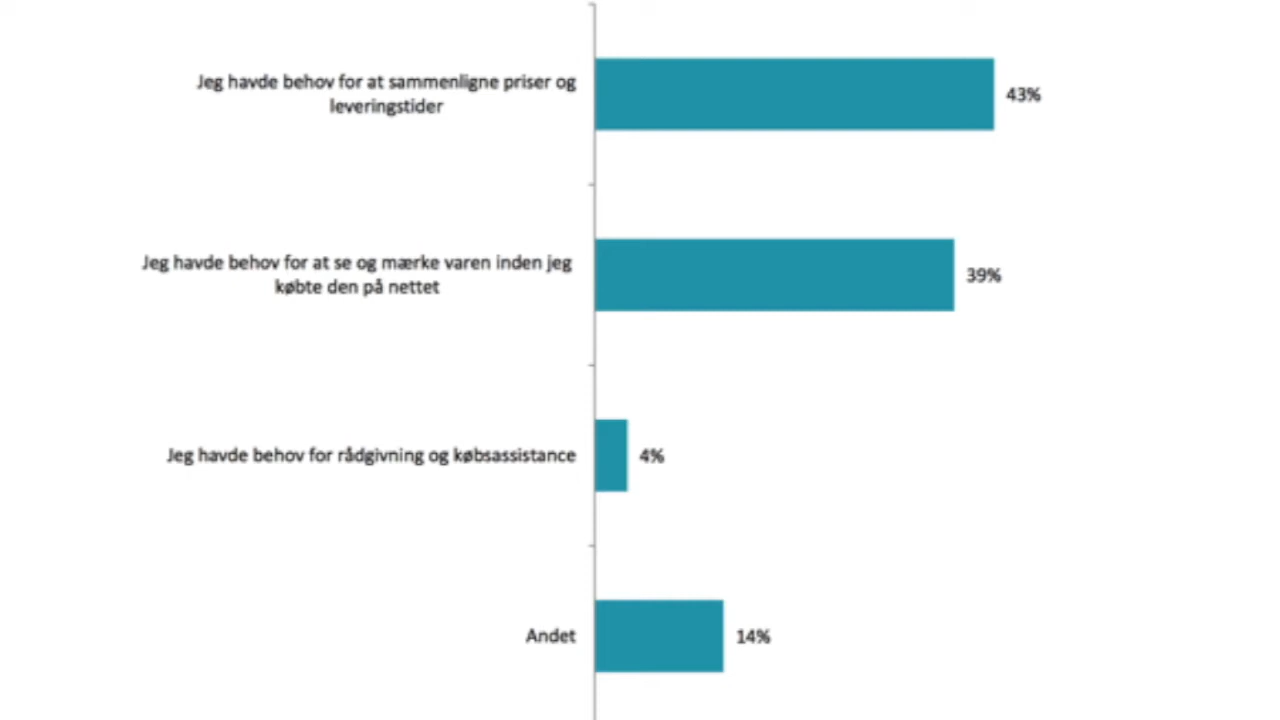 Jeg havde behov for at sammenligne priser og
leveringstider
43%
Jeg havde behov for at se og mærke varen inden jeg
købte den på nettet
39%
Jeg havde behov for rådgivning og købsassistance
4%
Andet
14%